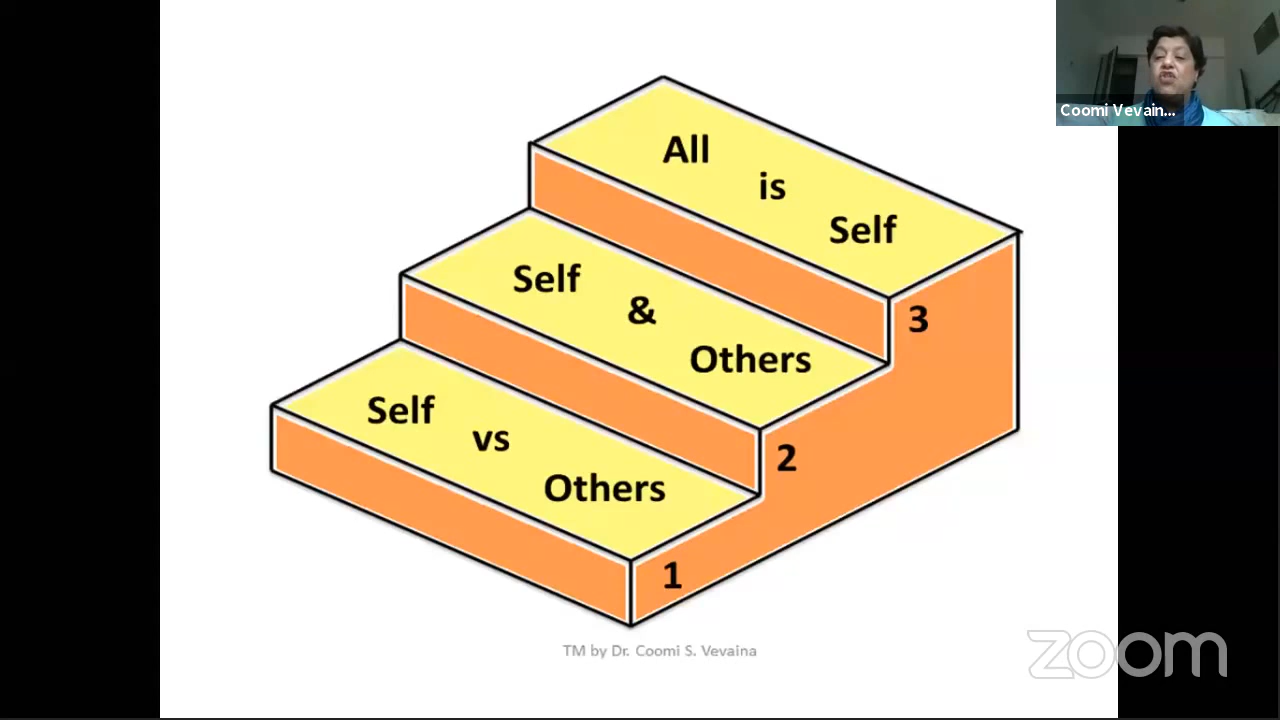 Coomi Vevain...
All
is
Self
3
Self
&
Others
2
Self
vs
Others
1
TM by Dr. Coomi S. Vevaina
zoom